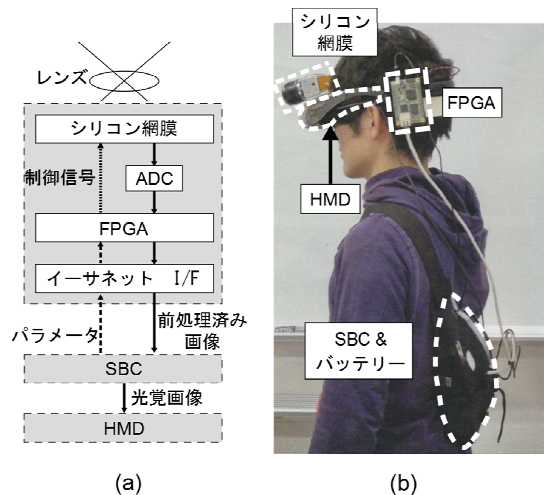 レンズ
シリコン網膜
制御信号
ADC
FPGA
イーサネット I/F
パラメータ
前処理済み
画像
SBC
光覚画像
HMD
(a)
シリコン
網膜
FPGA
HMD
SBC &
バッテリー
(b)